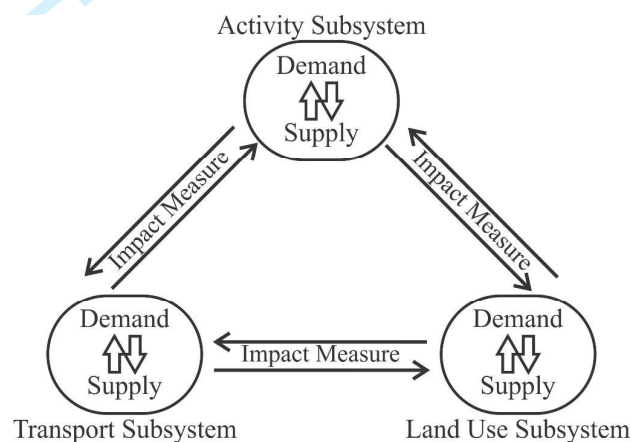 Activity Subsystem
Demand
Supply
Impact Measure
Impact Measure
Demand
Supply
Impact Measure
Demand
Supply
Transport Subsystem
Land Use Subsystem